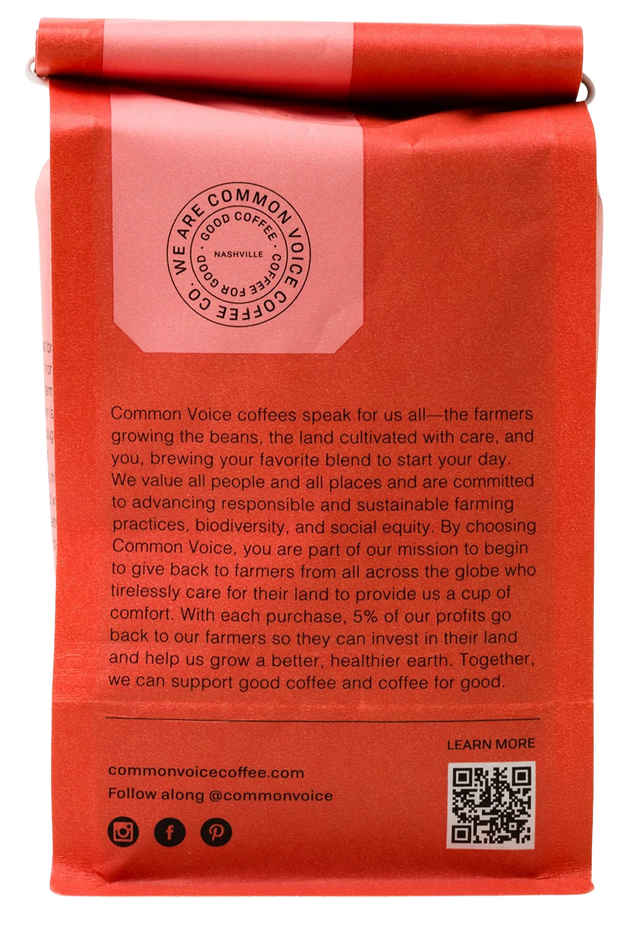 WE ARE COMMON VOICE COFFEE CO.
GOOD COFFEE · COFFEE FOR GOOD ·
NASHVILLE
Common Voice coffees speak for us all—the farmers
growing the beans, the land cultivated with care, and
you, brewing your favorite blend to start your day.
We value all people and all places and are committed
to advancing responsible and sustainable farming
practices, biodiversity, and social equity. By choosing
Common Voice, you are part of our mission to begin
to give back to farmers from all across the globe who
tirelessly care for their land to provide us a cup of
comfort. With each purchase, 5% of our profits go
back to our farmers so they can invest in their land
and help us grow a better, healthier earth. Together,
we can support good coffee and coffee for good.
LEARN MORE
commonvoicecoffee.com
Follow along @commonvoice